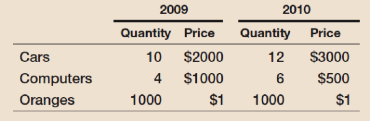 2009 2010
Quantity Price Quantity Price
Cars 10 $2000 12 $3000
Computers 4 $1000 6 $500
Oranges 1000 $1 1000 $1